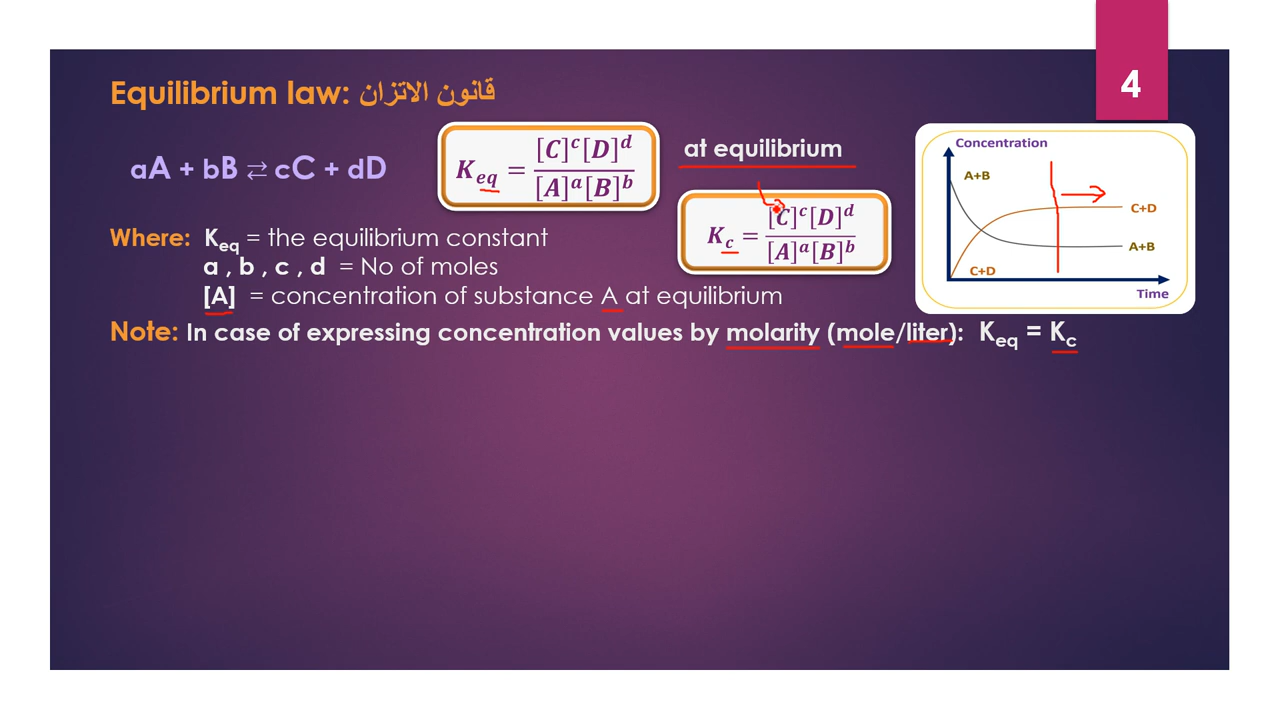 4
Equilibrium law: قانون الاتزان
aA + bB ⇄ cC + dD
K_eq = [C]^c[D]^d / [A]^a[B]^b
at equilibrium
K_c = [C]^c[D]^d / [A]^a[B]^b
Concentration
A+B
C+D
A+B
C+D
Time
Where: K_eq = the equilibrium constant
a , b , c , d = No of moles
[A] = concentration of substance A at equilibrium
Note: In case of expressing concentration values by molarity (mole/liter): K_eq = K_c